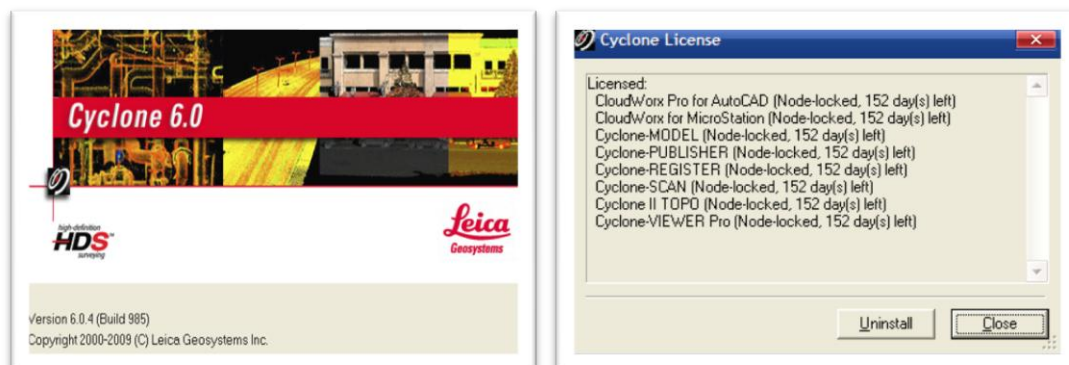 Cyclone 6.0
high-definition
HDS™
surveying
Leica
Geosystems
Version 6.0.4 (Build 985)
Copyright 2000-2009 (C) Leica Geosystems Inc.
Cyclone License
Licensed:
CloudWorx Pro for AutoCAD (Node-locked, 152 day(s) left)
CloudWorx for MicroStation (Node-locked, 152 day(s) left)
Cyclone-MODEL (Node-locked, 152 day(s) left)
Cyclone-PUBLISHER (Node-locked, 152 day(s) left)
Cyclone-REGISTER (Node-locked, 152 day(s) left)
Cyclone-SCAN (Node-locked, 152 day(s) left)
Cyclone II TOPO (Node-locked, 152 day(s) left)
Cyclone-VIEWER Pro (Node-locked, 152 day(s) left)
Uninstall
Close